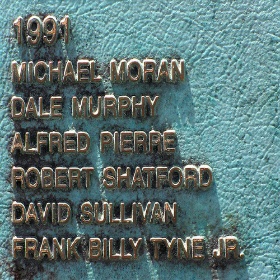 1991
MICHAEL MORAN
DALE MURPHY
ALFRED PIERRE
ROBERT SHATFORD
DAVID SULLIVAN
FRANK BILLY TYNE JR.